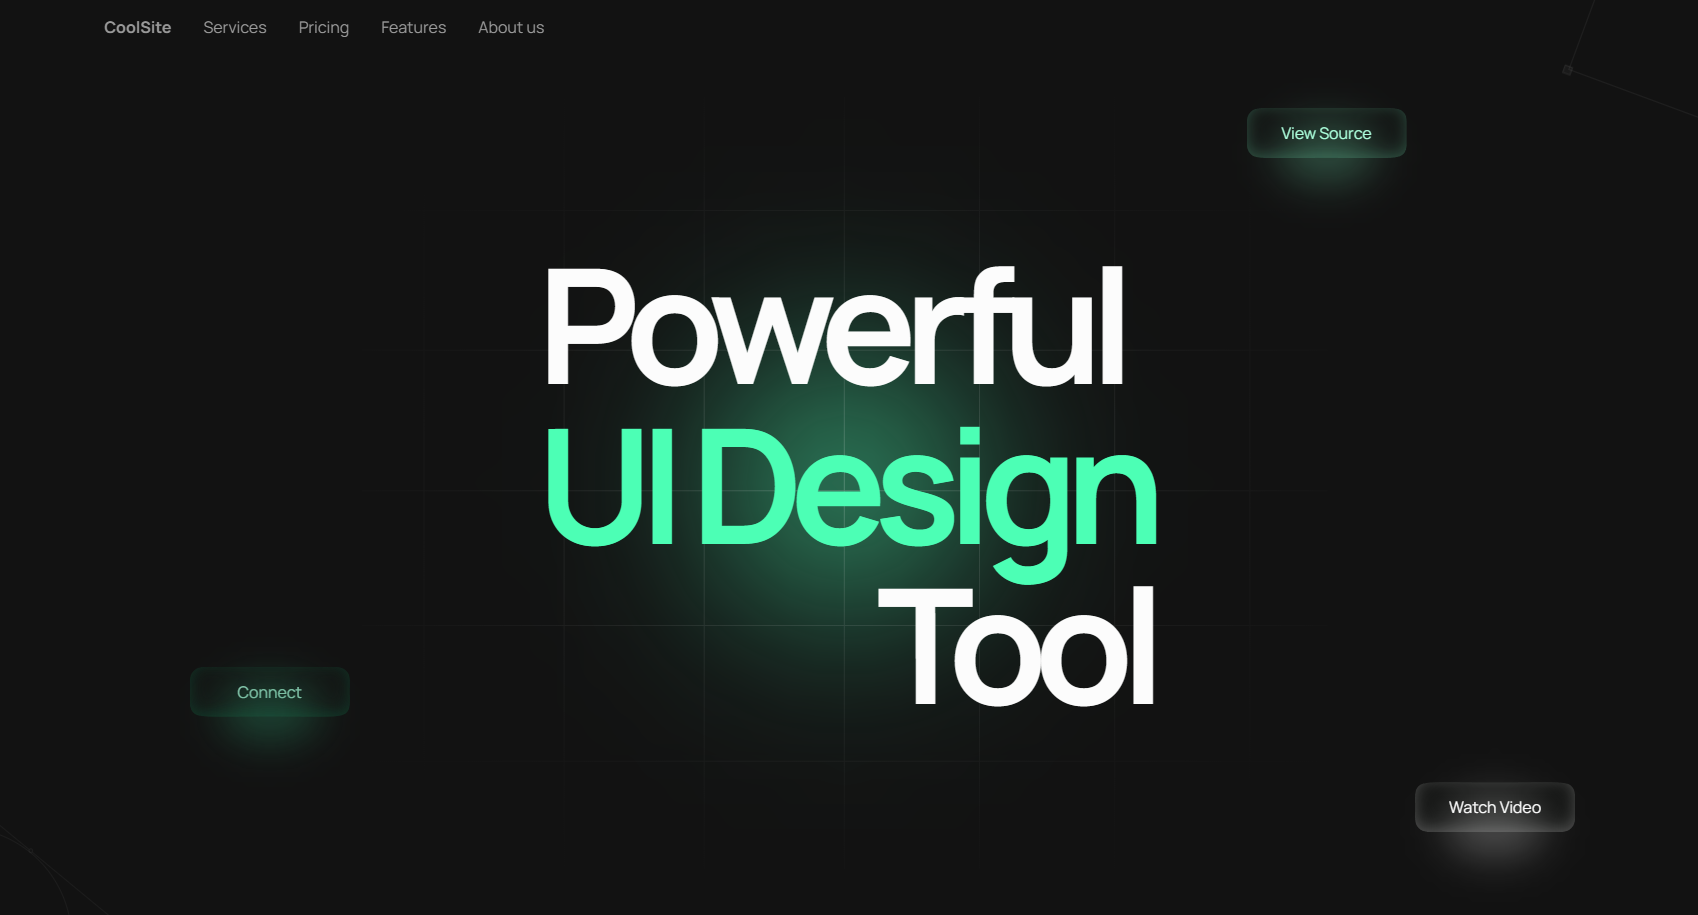 CoolSite Services Pricing Features About us
View Source
Powerful
UI Design
Tool
Connect
Watch Video